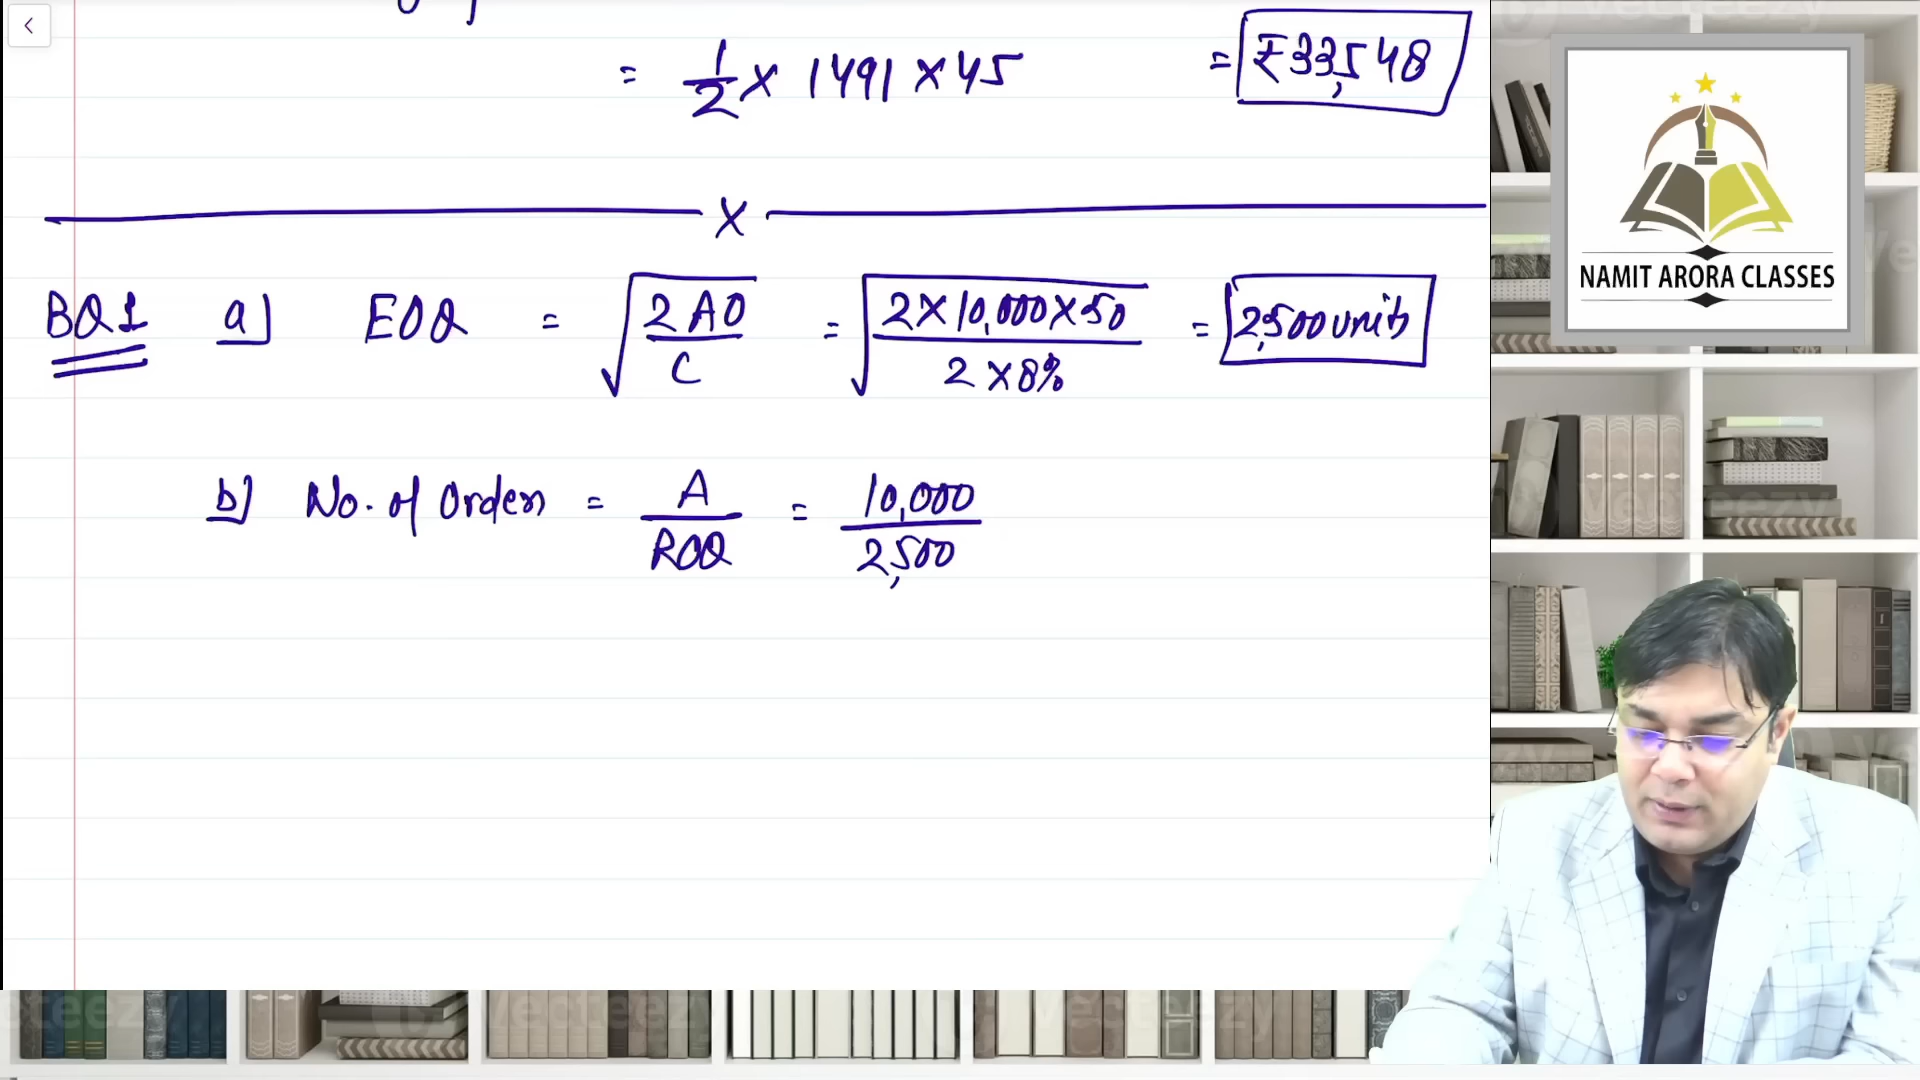 = 1/2 × 1491 × 45 = ₹33,548
x
BQ1 a] EOQ = √(2AO/C) = √(2×10,000×50/2×8%) = 2,500 units
b] No. of Orders = A/ROQ = 10,000/2,500
NAMIT ARORA CLASSES